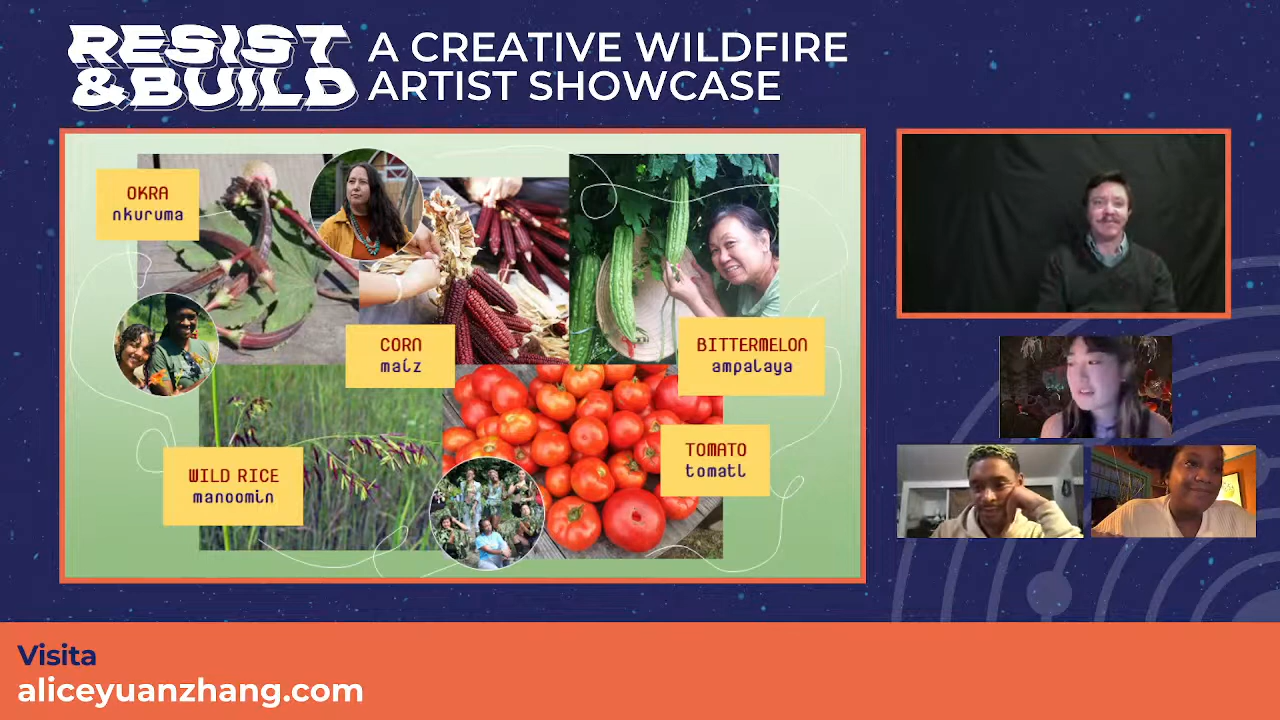 RESIST
&BUILD
A CREATIVE WILDFIRE
ARTIST SHOWCASE
OKRA
nkuruma
CORN
maíz
BITTERMELON
ampalaya
WILD RICE
manoomin
TOMATO
tomatl
Visita
aliceyuanzhang.com